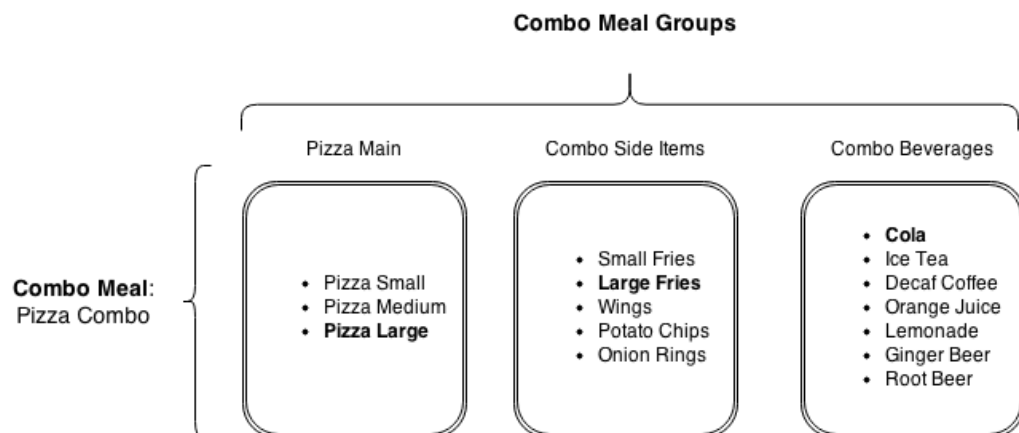 Combo Meal Groups
Pizza Main
Combo Side Items
Combo Beverages
Combo Meal:
Pizza Combo
Pizza Small
Pizza Medium
Pizza Large
Small Fries
Large Fries
Wings
Potato Chips
Onion Rings
Cola
Ice Tea
Decaf Coffee
Orange Juice
Lemonade
Ginger Beer
Root Beer